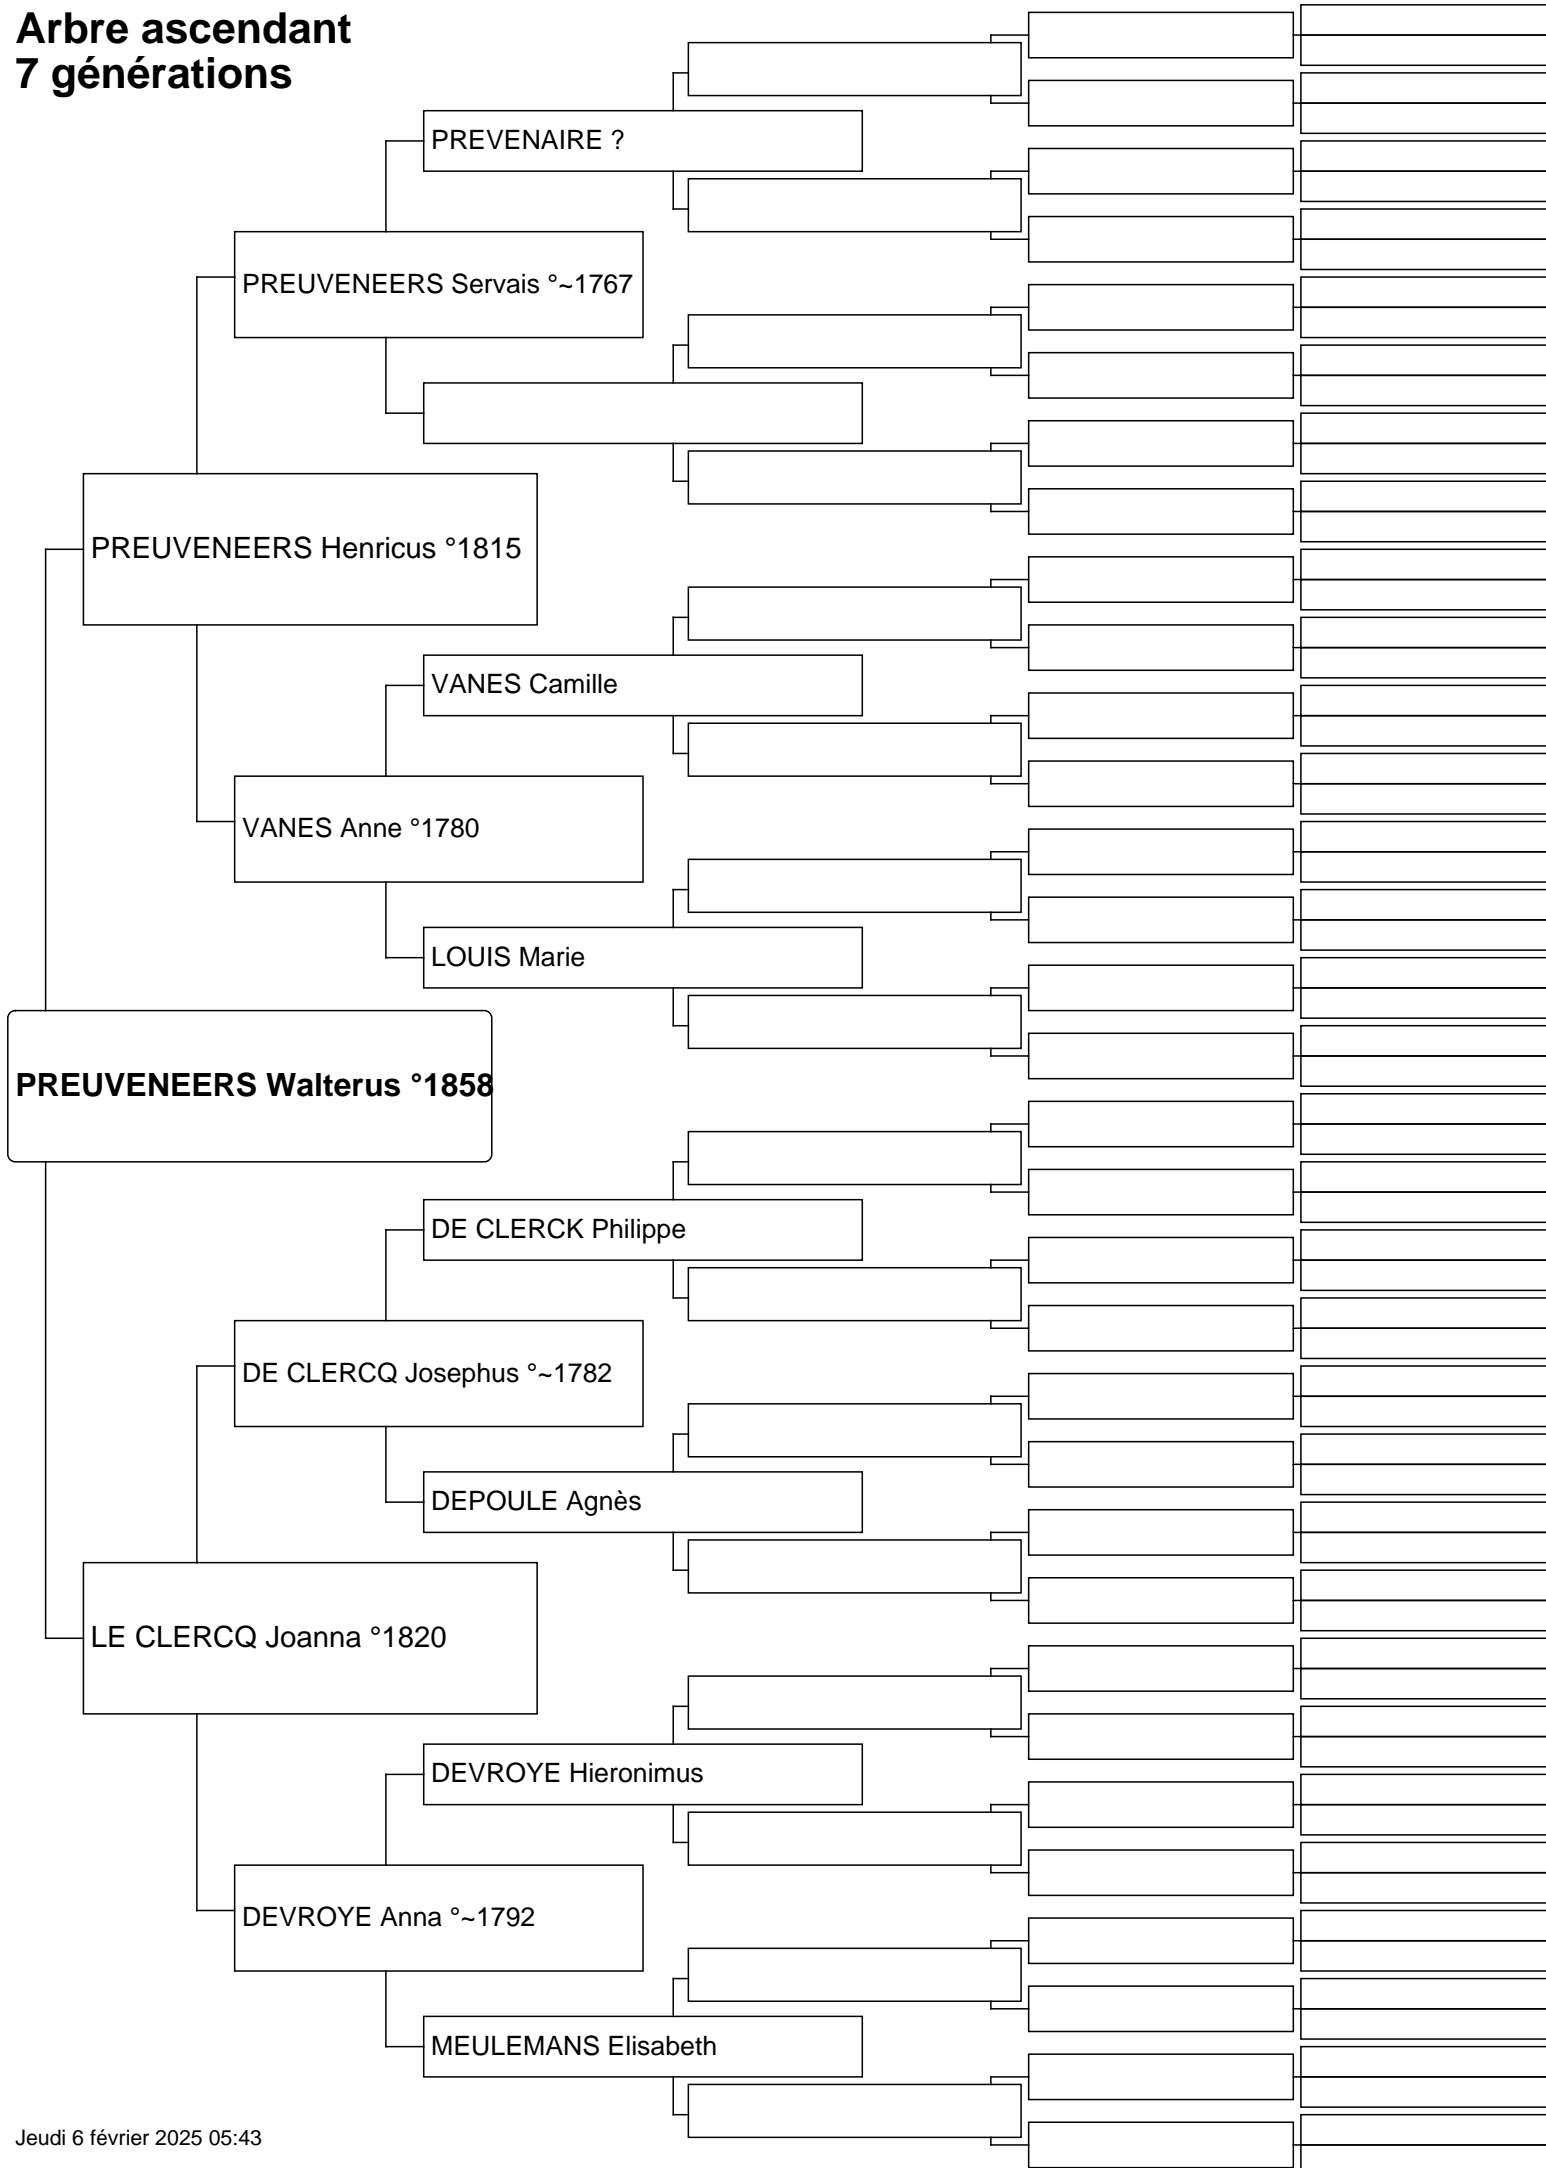 Arbre ascendant
7 générations
PREVENAIRE ?
PREUVENEERS Servais °~1767
PREUVENEERS Henricus °1815
VANES Camille
VANES Anne °1780
LOUIS Marie
PREUVENEERS Walterus °1858
DE CLERCK Philippe
DE CLERCQ Josephus °~1782
DEPOULE Agnès
LE CLERCQ Joanna °1820
DEVROYE Hieronimus
DEVROYE Anna °~1792
MEULEMANS Elisabeth
Jeudi 6 février 2025 05:43